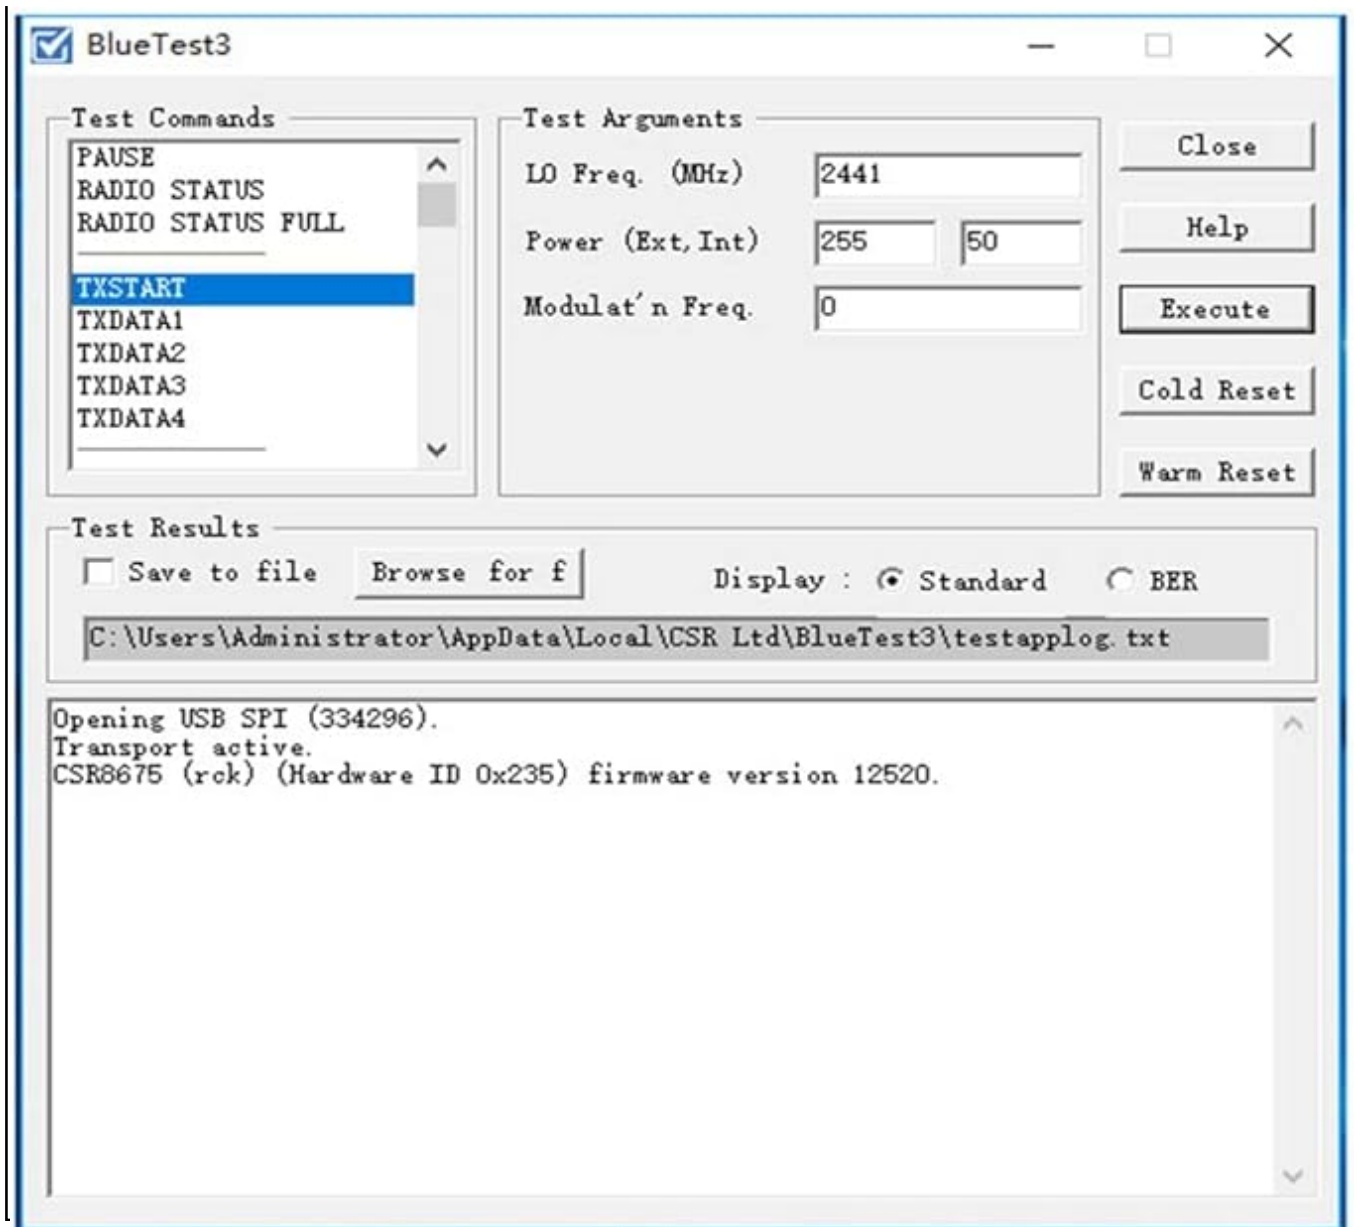 BlueTest3
Test Commands
PAUSE
RADIO STATUS
RADIO STATUS FULL
TXSTART
TXDATA1
TXDATA2
TXDATA3
TXDATA4
Test Arguments
LO Freq. (MHz) 2441
Power (Ext, Int) 255 50
Modulat'n Freq. 0
Close
Help
Execute
Cold Reset
Warm Reset
Test Results
Save to file Browse for f Display : Standard BER
C:\Users\Administrator\AppData\Local\CSR Ltd\BlueTest3\testapplog.txt
Opening USB SPI (334296).
Transport active.
CSR8675 (rck) (Hardware ID 0x235) firmware version 12520.